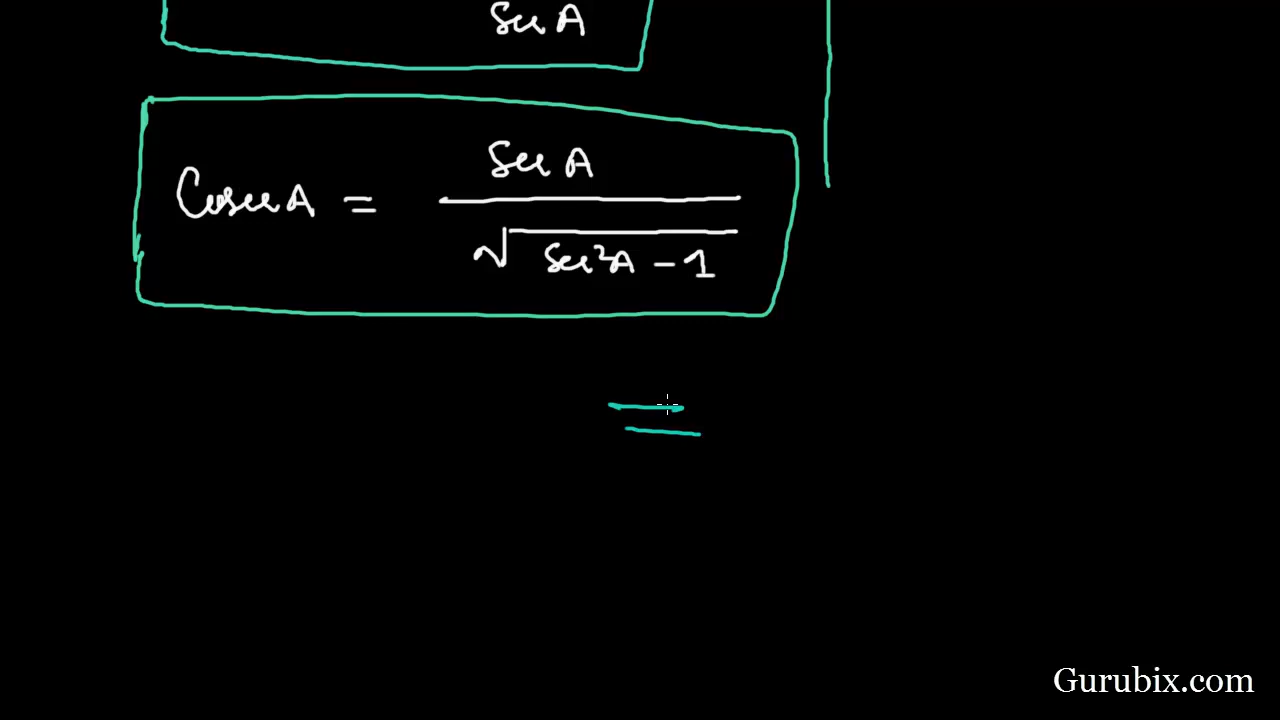 Sec A
Cosec A = Sec A / √(Sec²A − 1)
Gurubix.com